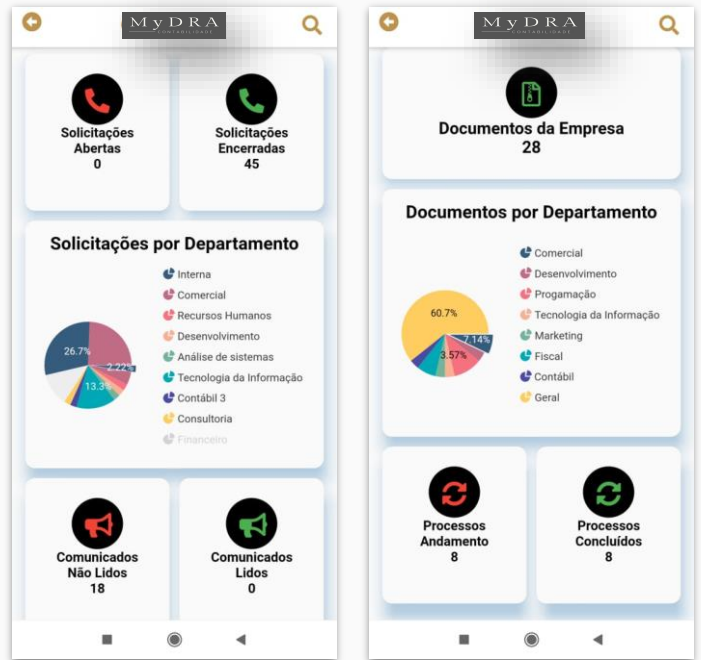 MyDRA
CONTABILIDADE
Solicitações
Abertas
0
Solicitações
Encerradas
45
Solicitações por Departamento
Interna
Comercial
Recursos Humanos
Desenvolvimento
Análise de sistemas
Tecnologia da Informação
Contábil 3
Consultoria
Financeiro
26.7%
2.22%
13.3%
Comunicados
Não Lidos
18
Comunicados
Lidos
0
MyDRA
CONTABILIDADE
Documentos da Empresa
28
Documentos por Departamento
Comercial
Desenvolvimento
Progamação
Tecnologia da Informação
Marketing
Fiscal
Contábil
Geral
60.7%
7.14%
3.57%
Processos
Andamento
8
Processos
Concluídos
8